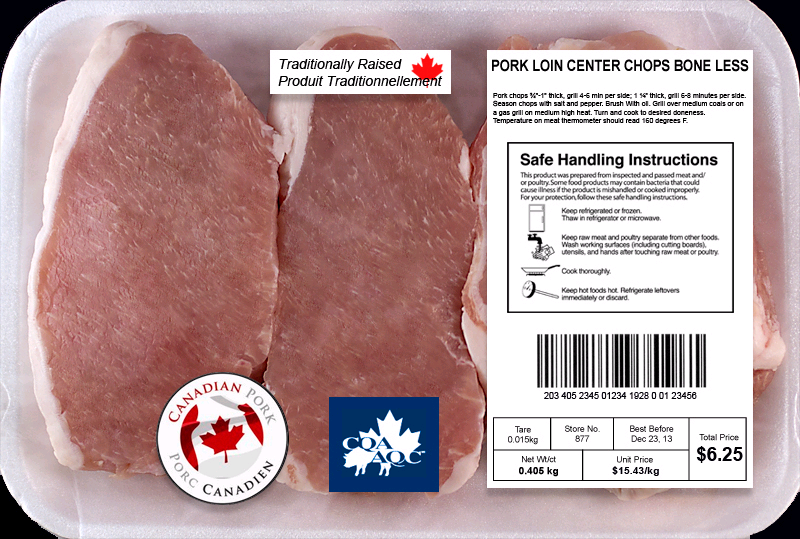 Traditionally Raised
Produit Traditionnellement
PORK LOIN CENTER CHOPS BONE LESS
Pork chops ¾"-1" thick, grill 4-6 min per side; 1 ¼" thick, grill 6-8 minutes per side.
Season chops with salt and pepper. Brush With oil. Grill over medium coals or on
a gas grill on medium high heat. Turn and cook to desired doneness.
Temperature on meat thermometer should read 160 degrees F.
Safe Handling Instructions
This product was prepared from inspected and passed meat and/
or poultry. Some food products may contain bacteria that could
cause illness if the product is mishandled or cooked improperly.
For your protection, follow these safe handling instructions.
Keep refrigerated or frozen.
Thaw in refrigerator or microwave.
Keep raw meat and poultry separate from other foods.
Wash working surfaces (including cutting boards),
utensils, and hands after touching raw meat or poultry.
Cook thoroughly.
Keep hot foods hot. Refrigerate leftovers
immediately or discard.
203 405 2345 01234 1928 0 01 23456
Tare
0.015kg
Store No.
877
Best Before
Dec 23, 13
Total Price
$6.25
Net Wt/ct
0.405 kg
Unit Price
$15.43/kg
CANADIAN PORK
PORC CANADIEN
CQA
AQC™